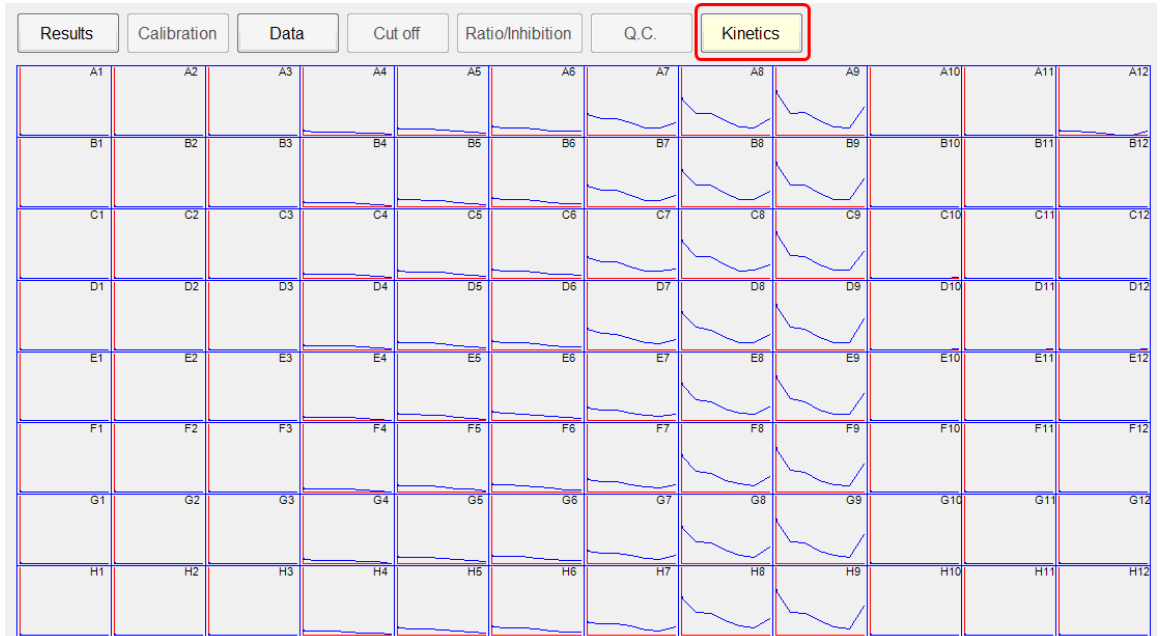 Results Calibration Data Cut off Ratio/Inhibition Q.C. Kinetics
A1 A2 A3 A4 A5 A6 A7 A8 A9 A10 A11 A12
B1 B2 B3 B4 B5 B6 B7 B8 B9 B10 B11 B12
C1 C2 C3 C4 C5 C6 C7 C8 C9 C10 C11 C12
D1 D2 D3 D4 D5 D6 D7 D8 D9 D10 D11 D12
E1 E2 E3 E4 E5 E6 E7 E8 E9 E10 E11 E12
F1 F2 F3 F4 F5 F6 F7 F8 F9 F10 F11 F12
G1 G2 G3 G4 G5 G6 G7 G8 G9 G10 G11 G12
H1 H2 H3 H4 H5 H6 H7 H8 H9 H10 H11 H12